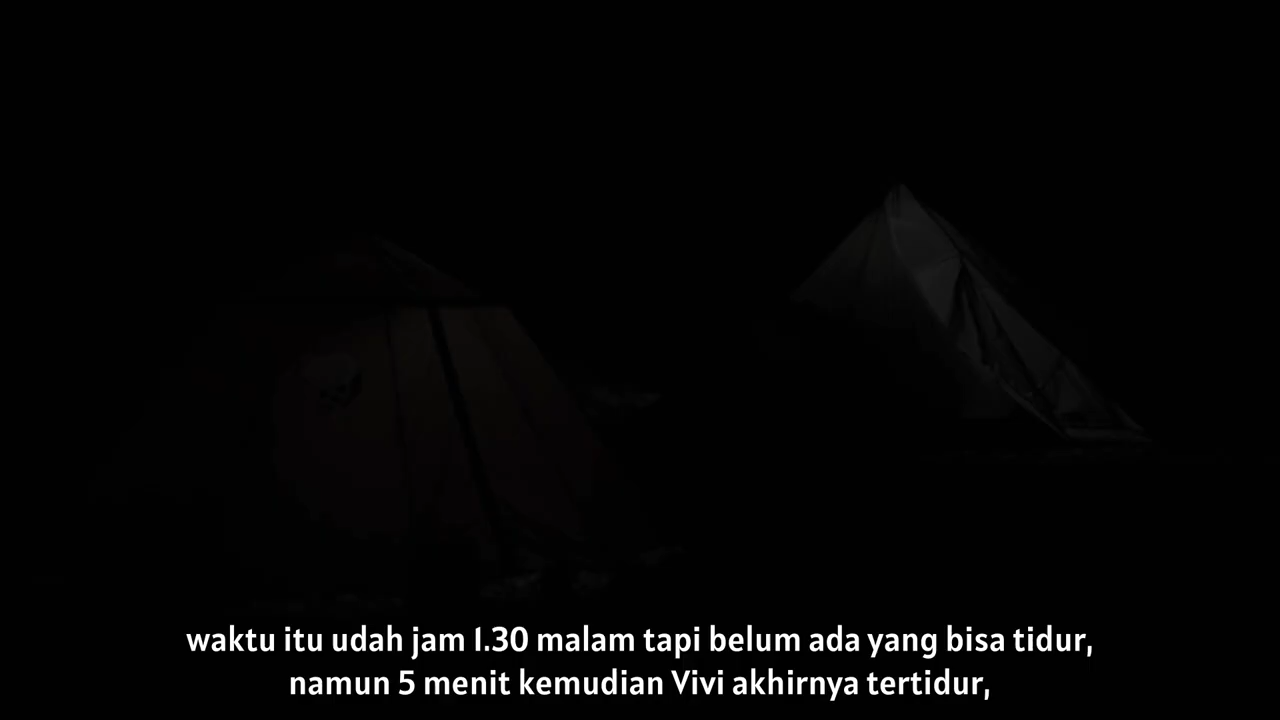 waktu itu udah jam 1.30 malam tapi belum ada yang bisa tidur,
namun 5 menit kemudian Vivi akhirnya tertidur,